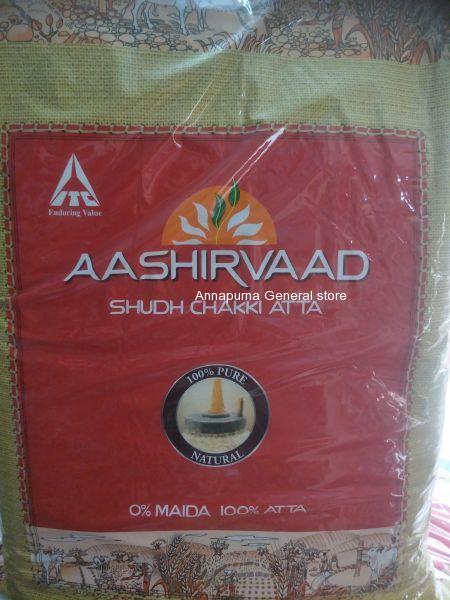 ITC
Enduring Value
AASHIRVAAD
Annapurna General store
SHUDH CHAKKI ATTA
100% PURE
NATURAL
0% MAIDA 100% ATTA